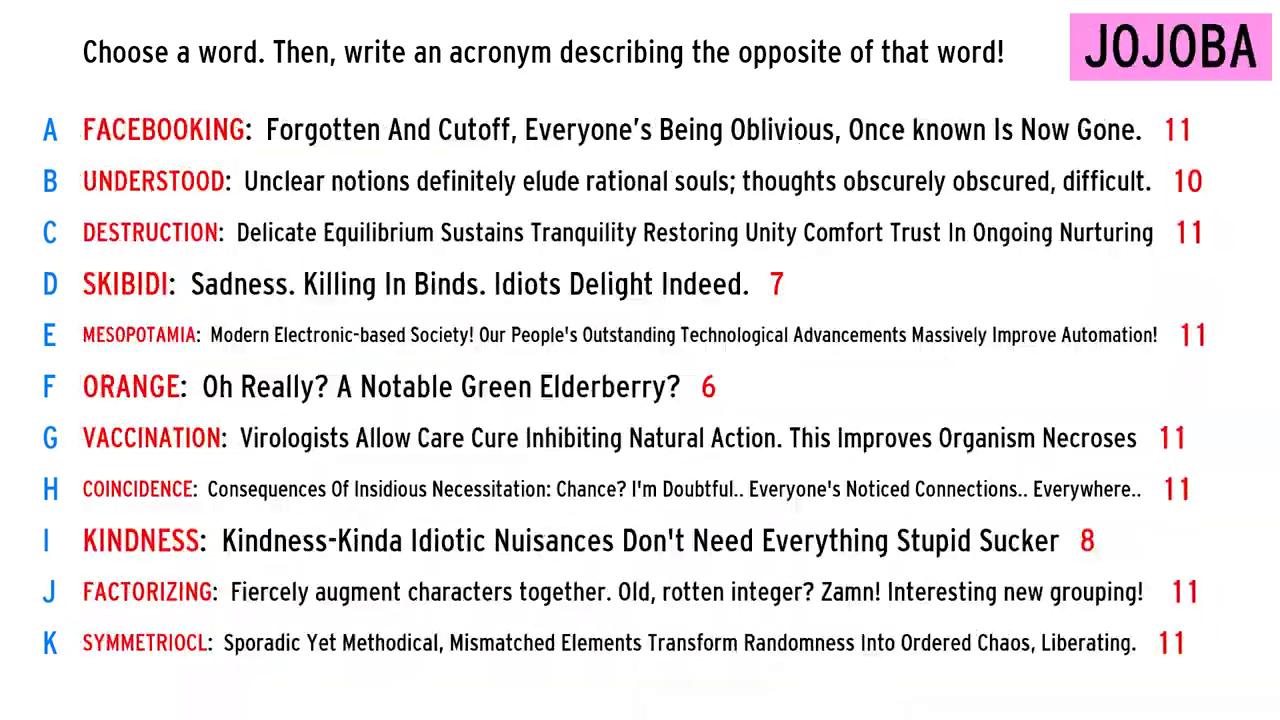 Choose a word. Then, write an acronym describing the opposite of that word!
JOJOBA
A FACEBOOKING: Forgotten And Cutoff, Everyone's Being Oblivious, Once known Is Now Gone. 11
B UNDERSTOOD: Unclear notions definitely elude rational souls; thoughts obscurely obscured, difficult. 10
C DESTRUCTION: Delicate Equilibrium Sustains Tranquility Restoring Unity Comfort Trust In Ongoing Nurturing 11
D SKIBIDI: Sadness. Killing In Binds. Idiots Delight Indeed. 7
E MESOPOTAMIA: Modern Electronic-based Society! Our People's Outstanding Technological Advancements Massively Improve Automation! 11
F ORANGE: Oh Really? A Notable Green Elderberry? 6
G VACCINATION: Virologists Allow Care Cure Inhibiting Natural Action. This Improves Organism Necroses 11
H COINCIDENCE: Consequences Of Insidious Necessitation: Chance? I'm Doubtful.. Everyone's Noticed Connections.. Everywhere.. 11
I KINDNESS: Kindness-Kinda Idiotic Nuisances Don't Need Everything Stupid Sucker 8
J FACTORIZING: Fiercely augment characters together. Old, rotten integer? Zamn! Interesting new grouping! 11
K SYMMETRIOCL: Sporadic Yet Methodical, Mismatched Elements Transform Randomness Into Ordered Chaos, Liberating. 11